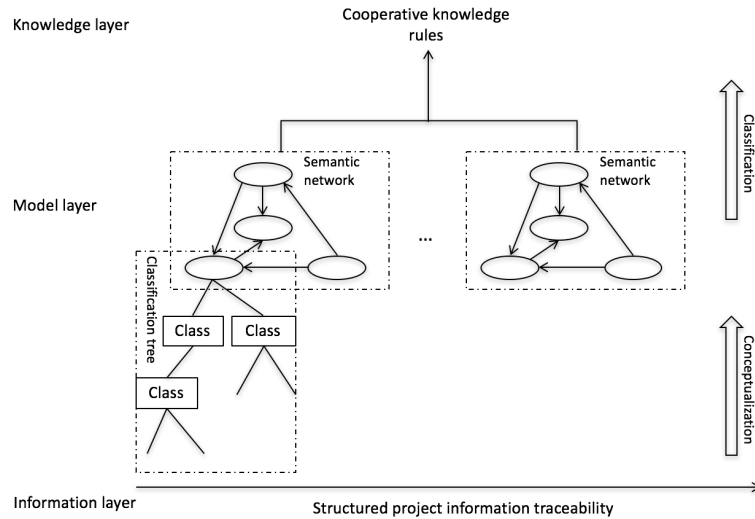 Knowledge layer
Cooperative knowledge
rules
Classification
Semantic
network
Semantic
network
Model layer
...
Classification tree
Class
Class
Class
Conceptualization
Information layer
Structured project information traceability